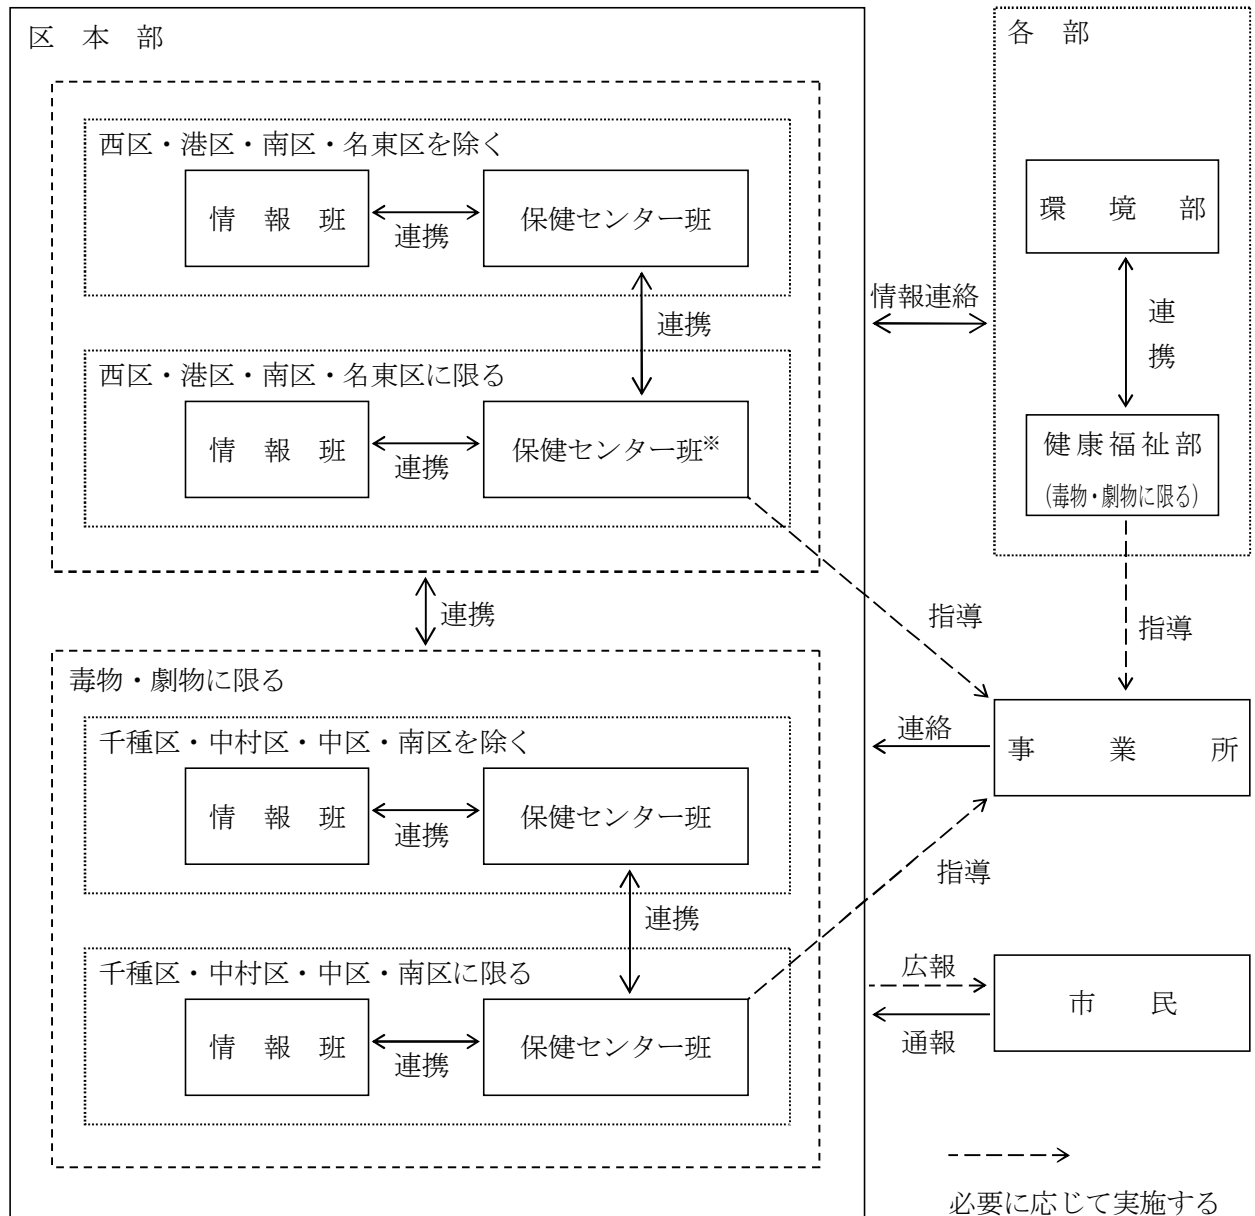 区　本　部
西区・港区・南区・名東区を除く
情　報　班
連携
保健センター班
連携
西区・港区・南区・名東区に限る
情　報　班
連携
保健センター班※
連携
毒物・劇物に限る
千種区・中村区・中区・南区を除く
情　報　班
連携
保健センター班
連携
千種区・中村区・中区・南区に限る
情　報　班
連携
保健センター班
情報連絡
各　部
環　境　部
連
携
健康福祉部
(毒物・劇物に限る)
指導
指導
連絡
事　業　所
指導
広報
通報
市　民
必要に応じて実施する